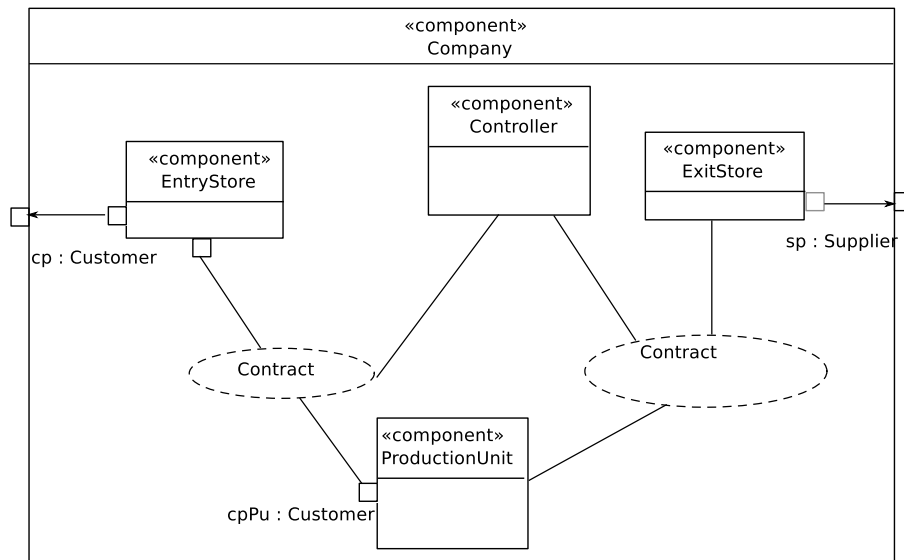 «component»
Company
«component»
Controller
«component»
EntryStore
«component»
ExitStore
cp : Customer
sp : Supplier
Contract
Contract
«component»
ProductionUnit
cpPu : Customer